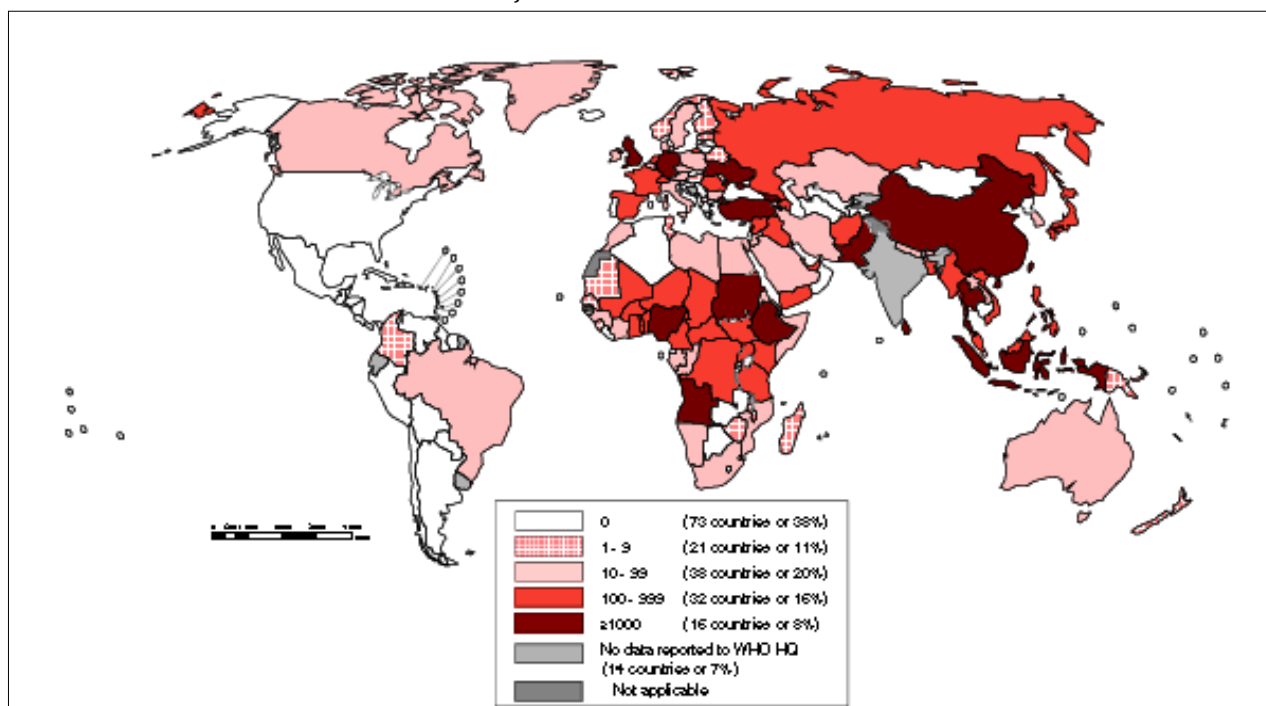 0 (73 countries or 38%)
1 - 9 (21 countries or 11%)
10 - 99 (38 countries or 20%)
100 - 999 (32 countries or 16%)
≥1000 (16 countries or 8%)
No data reported to WHO HQ
(14 countries or 7%)
Not applicable